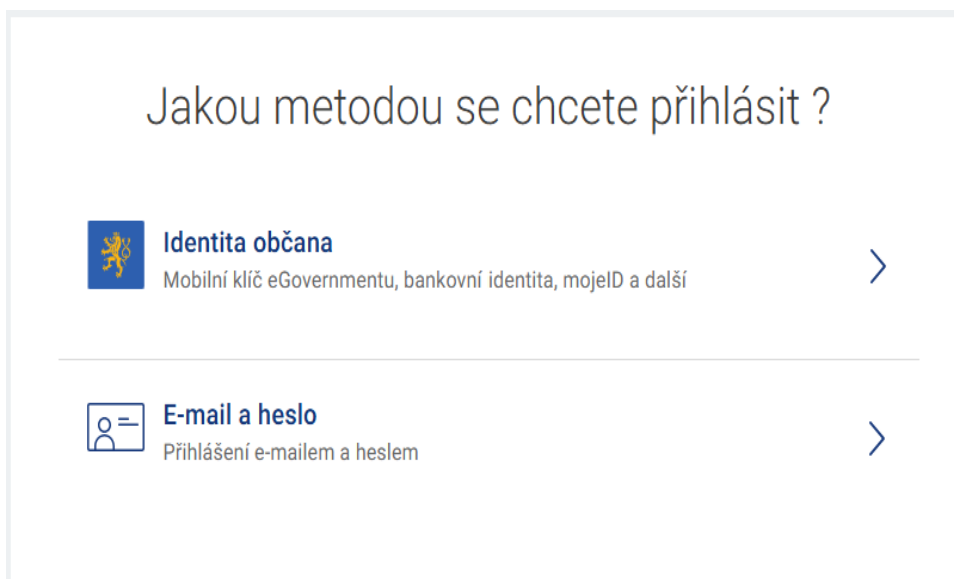 Jakou metodou se chcete přihlásit ?
Identita občana
Mobilní klíč eGovernmentu, bankovní identita, mojeID a další
E-mail a heslo
Přihlášení e-mailem a heslem